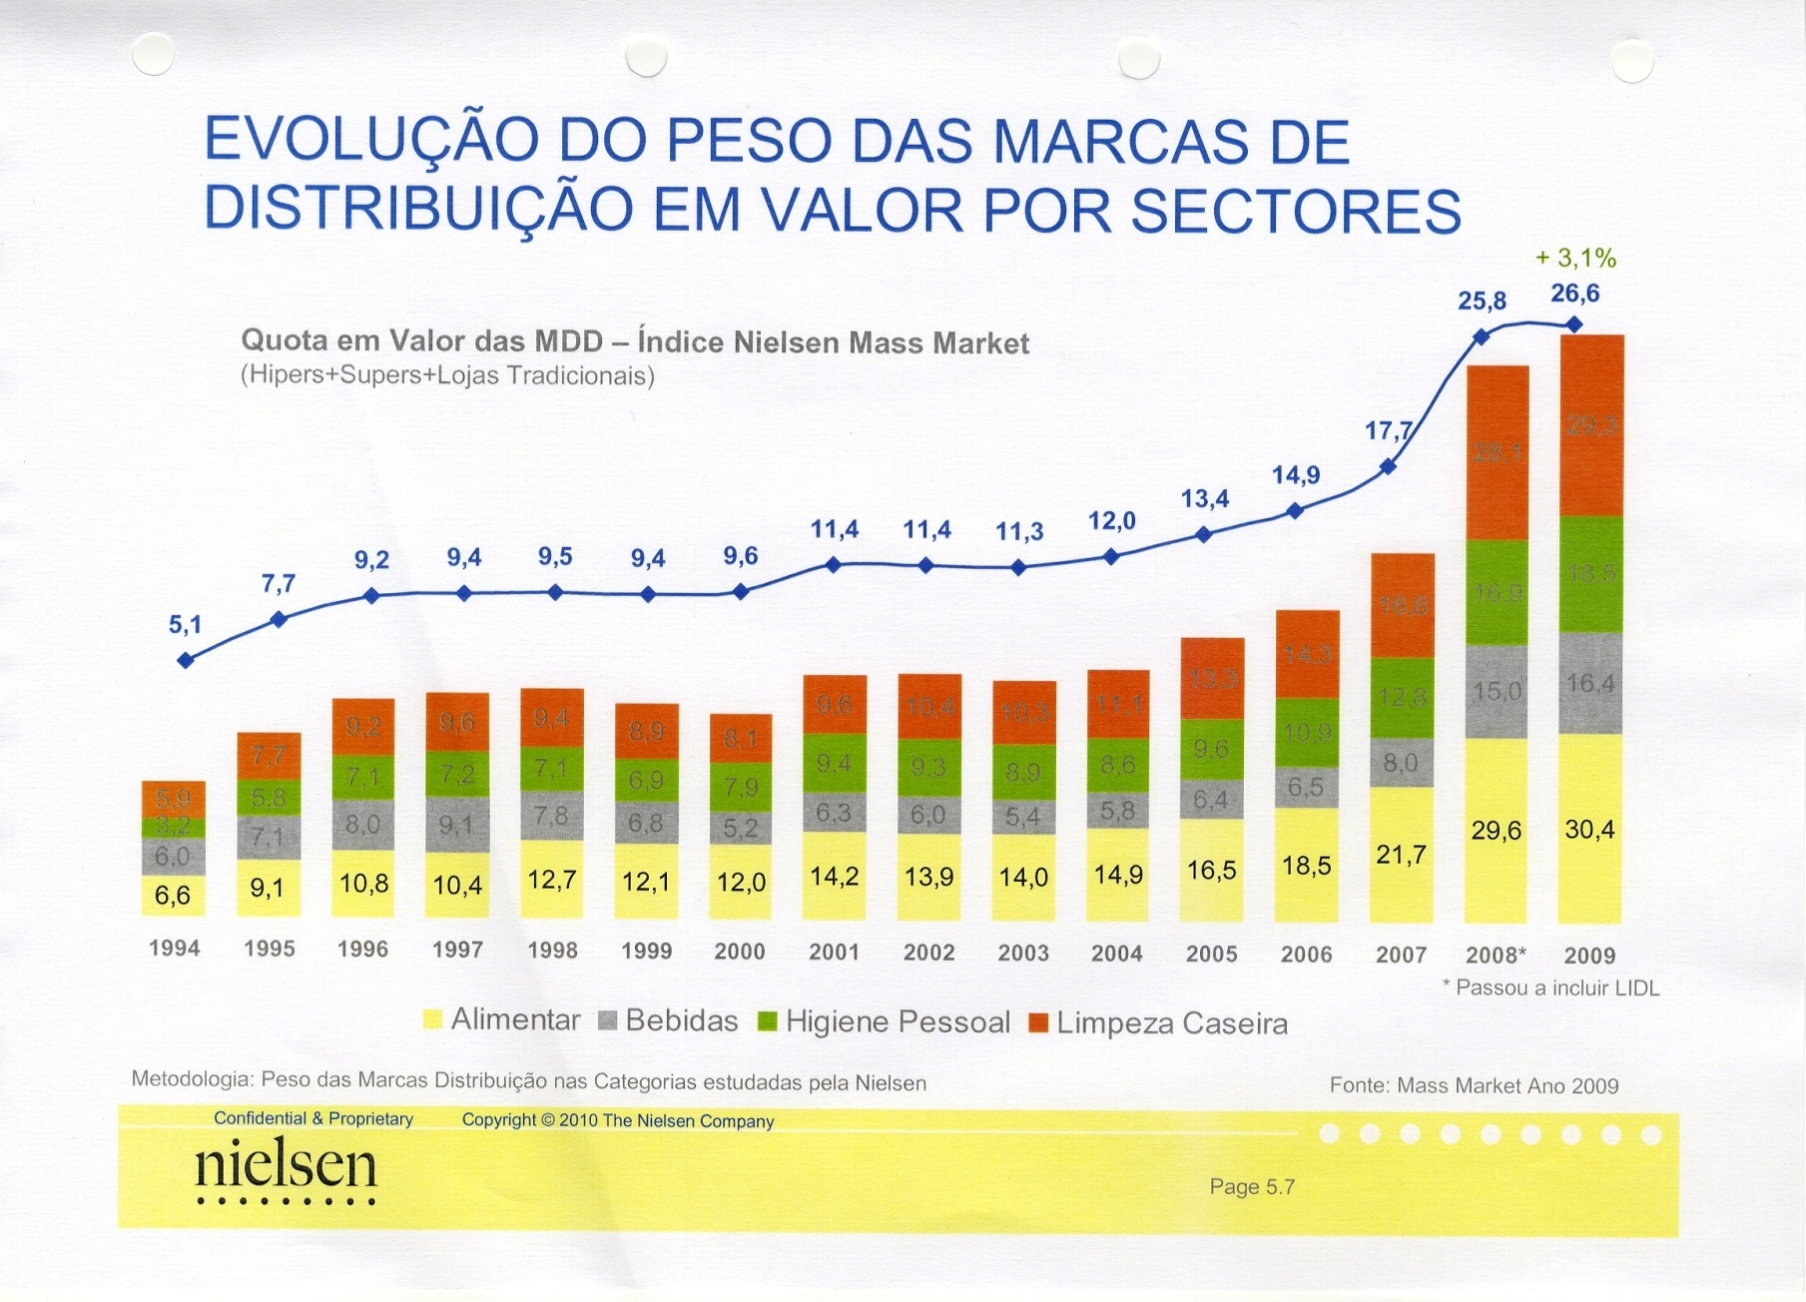 EVOLUÇÃO DO PESO DAS MARCAS DE
DISTRIBUIÇÃO EM VALOR POR SECTORES
+ 3,1%
Quota em Valor das MDD – Índice Nielsen Mass Market
(Hipers+Supers+Lojas Tradicionais)
5,1 7,7 9,2 9,4 9,5 9,4 9,6 11,4 11,4 11,3 12,0 13,4 14,9 17,7 25,8 26,6
5,9 7,7 9,2 9,6 9,4 8,9 8,1 9,6 10,4 10,3 11,1 13,3 14,3 16,8 28,1 29,3
3,2 5,8 7,1 7,2 7,1 6,9 7,9 9,4 9,3 8,9 8,6 9,6 10,9 12,8 16,9 18,5
6,0 7,1 8,0 9,1 7,8 6,8 5,2 6,3 6,0 5,4 5,8 6,4 6,5 8,0 15,0 16,4
6,6 9,1 10,8 10,4 12,7 12,1 12,0 14,2 13,9 14,0 14,9 16,5 18,5 21,7 29,6 30,4
1994 1995 1996 1997 1998 1999 2000 2001 2002 2003 2004 2005 2006 2007 2008* 2009
* Passou a incluir LIDL
Alimentar Bebidas Higiene Pessoal Limpeza Caseira
Metodologia: Peso das Marcas Distribuição nas Categorias estudadas pela Nielsen
Fonte: Mass Market Ano 2009
Confidential & Proprietary
Copyright © 2010 The Nielsen Company
nielsen
Page 5.7